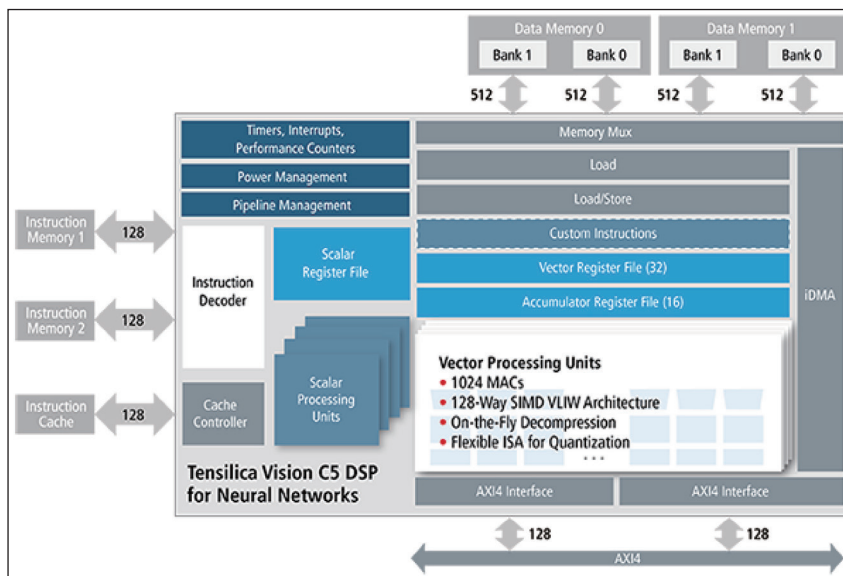 Data Memory 0
Data Memory 1
Bank 1
Bank 0
Bank 1
Bank 0
512
512
512
512
Timers, Interrupts,
Performance Counters
Memory Mux
Power Management
Load
Pipeline Management
Load/Store
Instruction
Memory 1
128
Custom Instructions
Instruction
Decoder
Scalar
Register File
Vector Register File (32)
Accumulator Register File (16)
iDMA
Instruction
Memory 2
128
Vector Processing Units
• 1024 MACs
• 128-Way SIMD VLIW Architecture
• On-the-Fly Decompression
• Flexible ISA for Quantization
• • •
Scalar
Processing
Units
Instruction
Cache
128
Cache
Controller
Tensilica Vision C5 DSP
for Neural Networks
AXI4 Interface
AXI4 Interface
128
128
AXI4